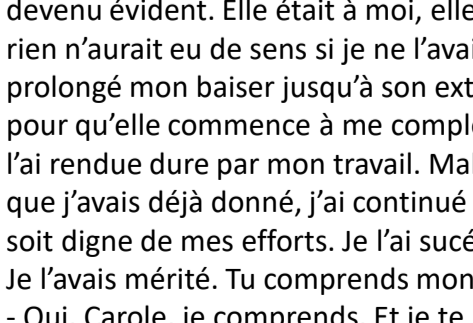 devenu évident. Elle était à moi, elle
rien n’aurait eu de sens si je ne l’avai
prolongé mon baiser jusqu’à son ext
pour qu’elle commence à me complé
l’ai rendue dure par mon travail. Mal
que j’avais déjà donné, j’ai continué
soit digne de mes efforts. Je l’ai sucé
Je l’avais mérité. Tu comprends mon
- Oui, Carole, je comprends. Et je te